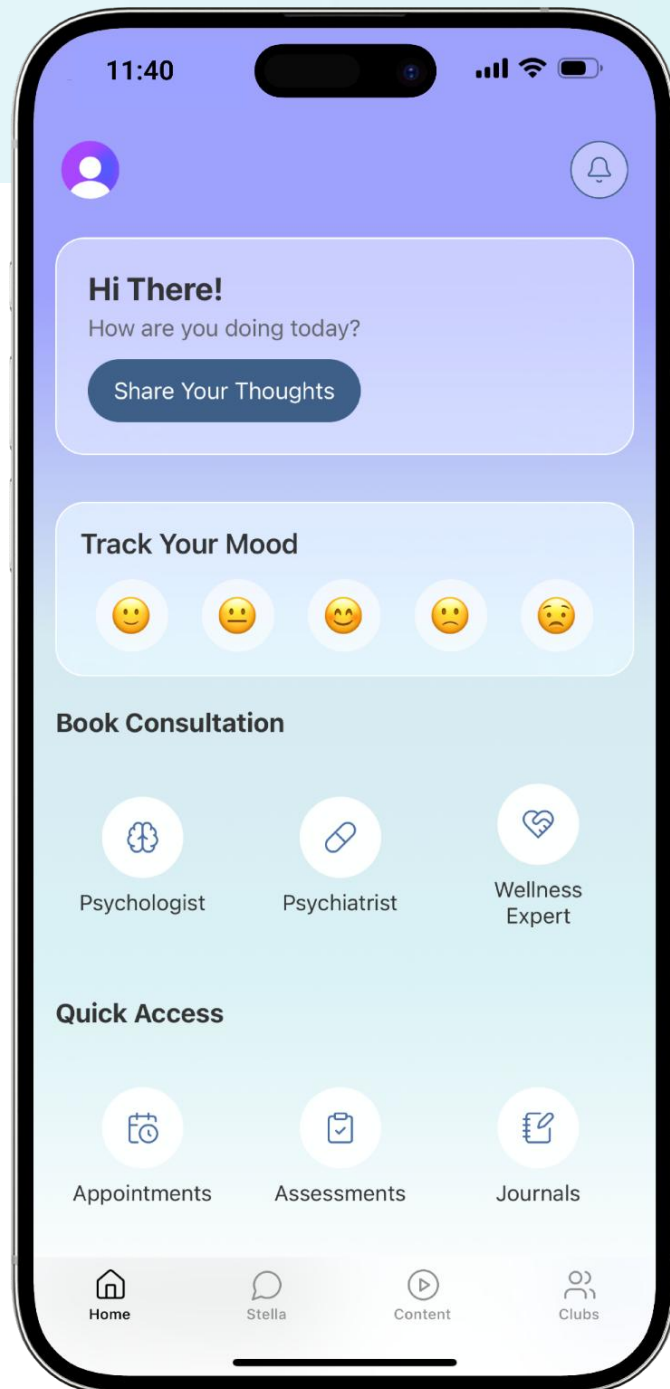 11:40
Hi There!
How are you doing today?
Share Your Thoughts
Track Your Mood
Book Consultation
Psychologist
Psychiatrist
Wellness
Expert
Quick Access
Appointments
Assessments
Journals
Home
Stella
Content
Clubs